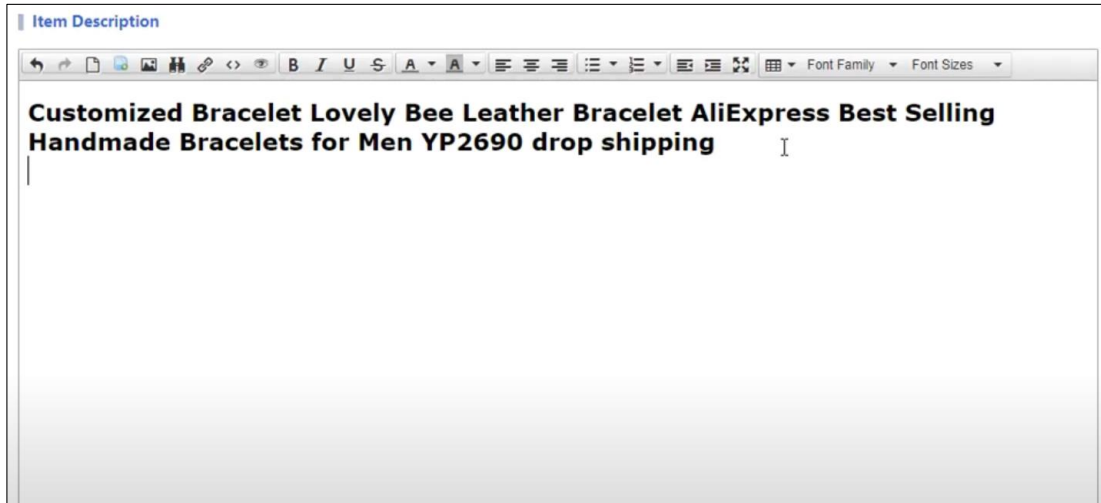 Item Description
B I U S A A Font Family Font Sizes
Customized Bracelet Lovely Bee Leather Bracelet AliExpress Best Selling
Handmade Bracelets for Men YP2690 drop shipping